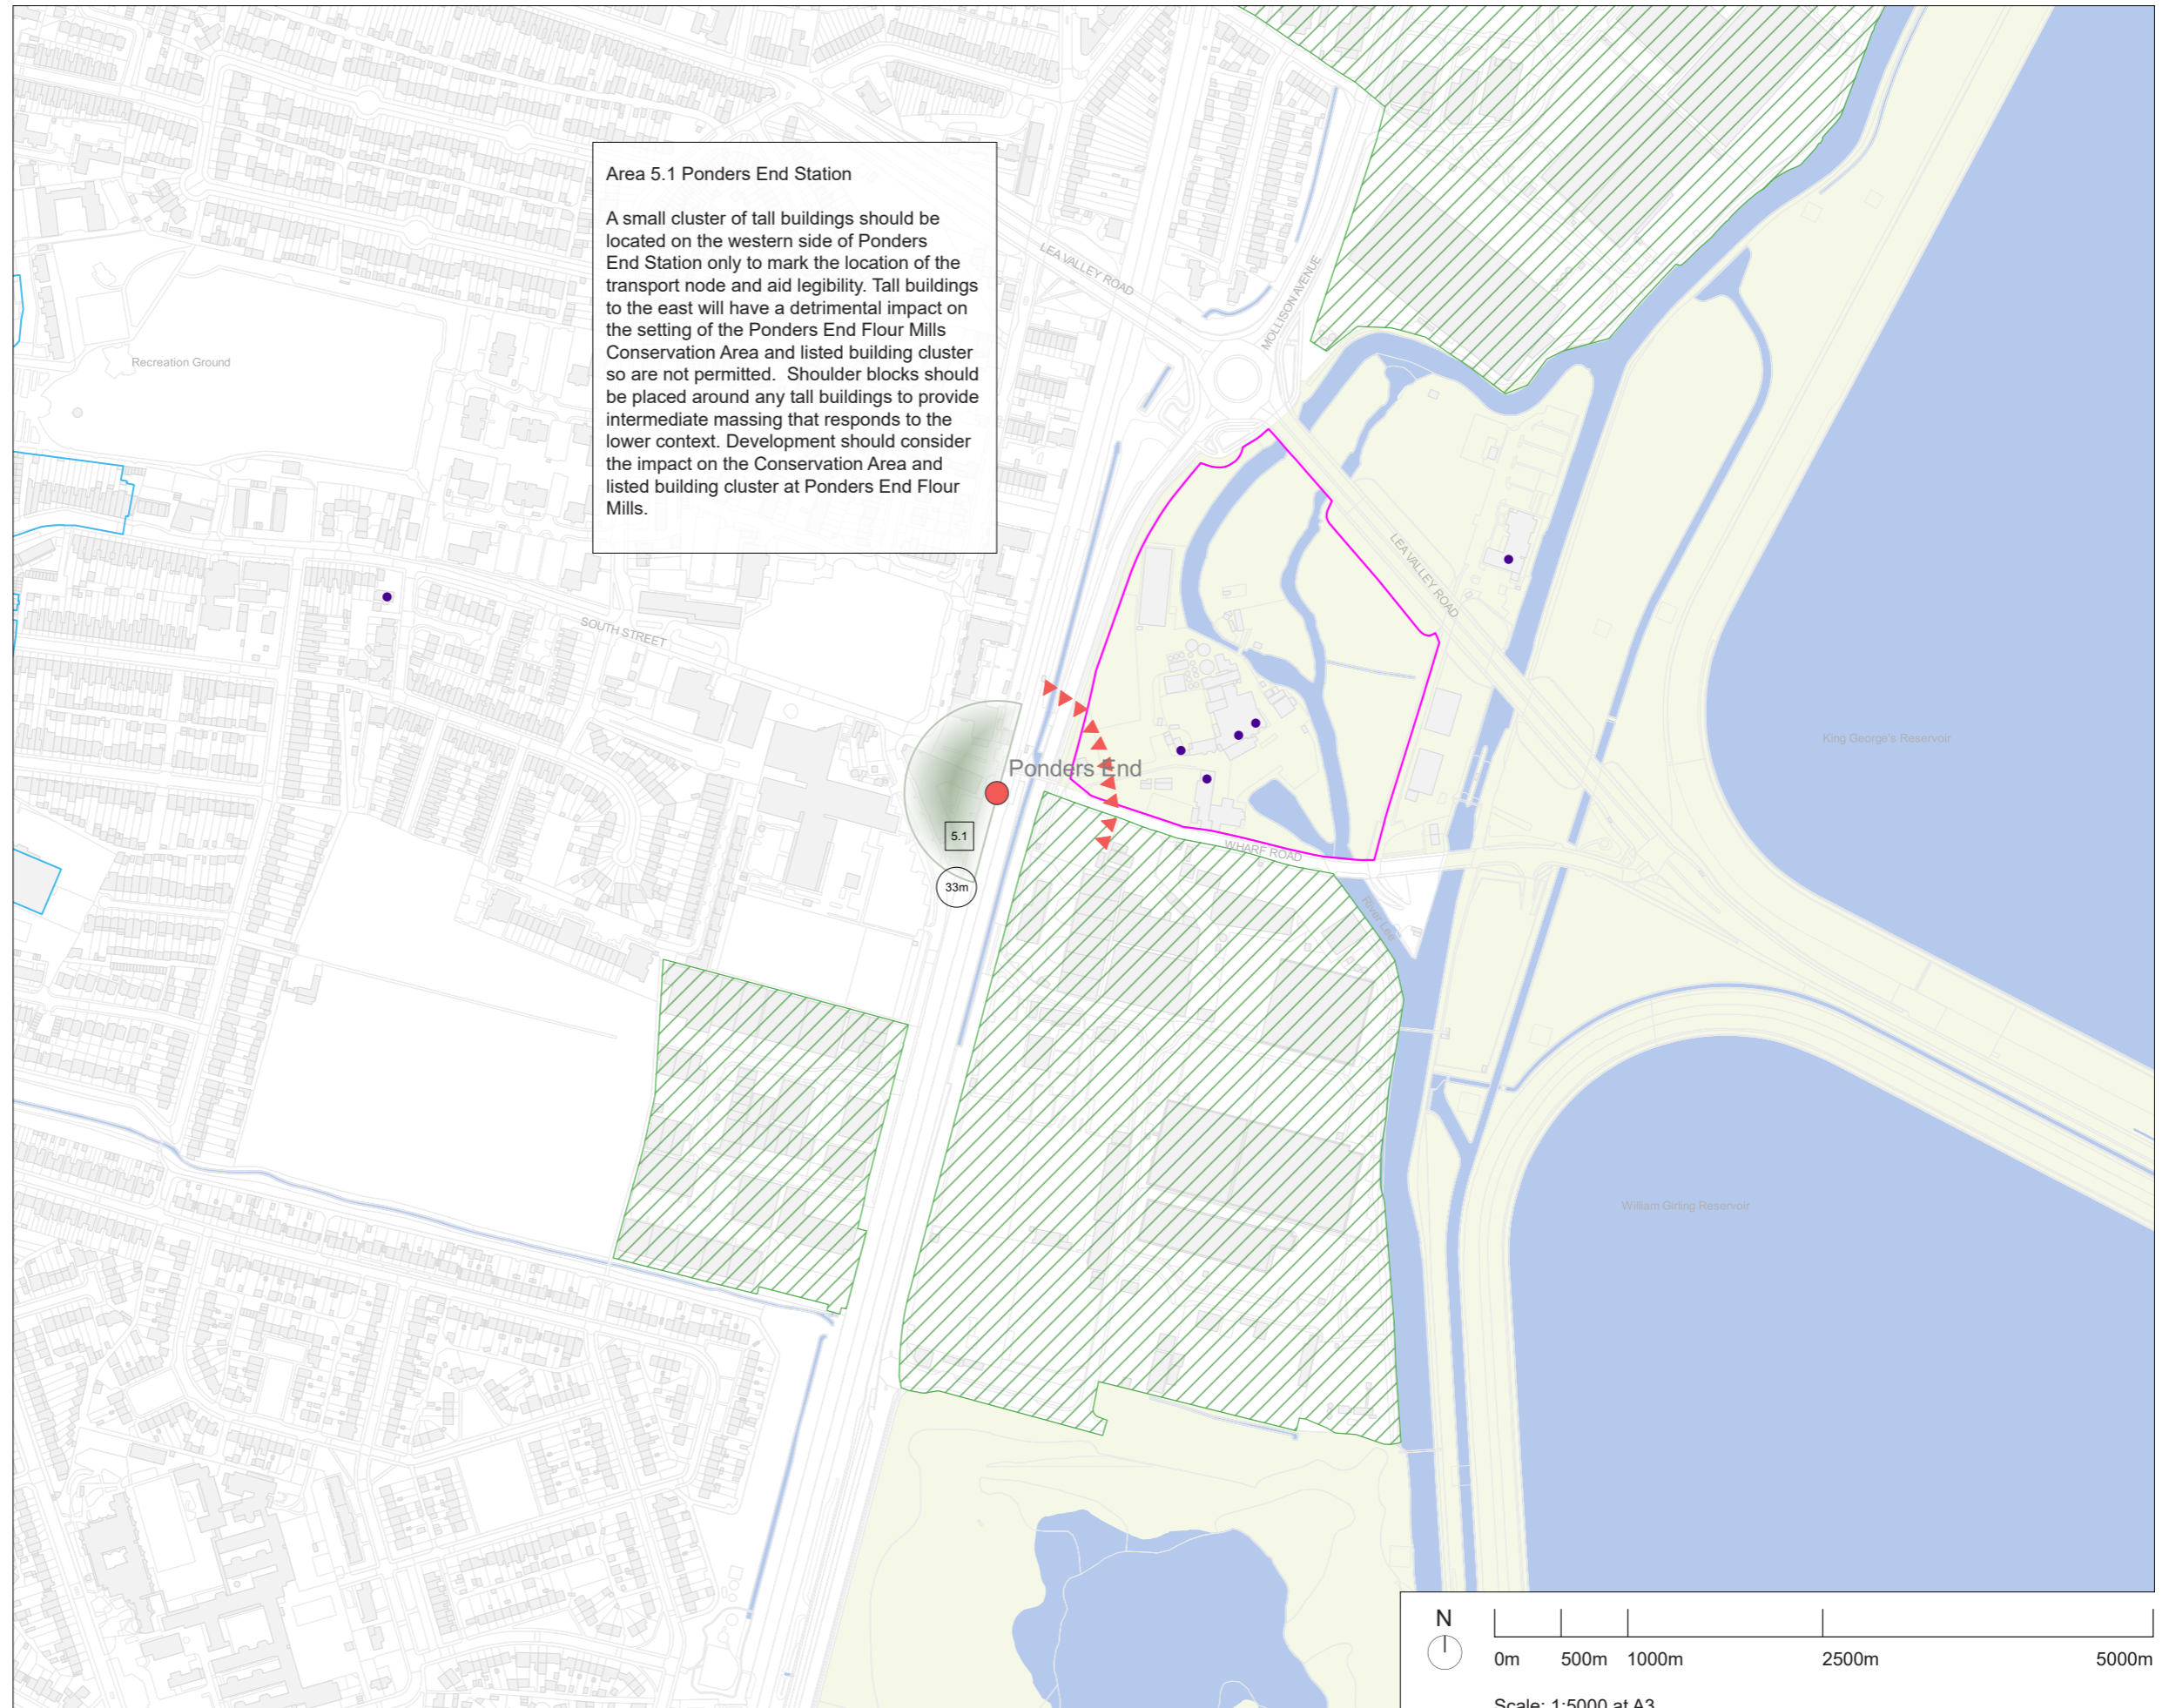 Area 5.1 Ponders End Station
A small cluster of tall buildings should be
located on the western side of Ponders
End Station only to mark the location of the
transport node and aid legibility. Tall buildings
to the east will have a detrimental impact on
the setting of the Ponders End Flour Mills
Conservation Area and listed building cluster
so are not permitted.  Shoulder blocks should
be placed around any tall buildings to provide
intermediate massing that responds to the
lower context. Development should consider
the impact on the Conservation Area and
listed building cluster at Ponders End Flour
Mills.
LEA VALLEY ROAD
MOLLISON AVENUE
Recreation Ground
LEA VALLEY ROAD
SOUTH STREET
King George's Reservoir
Ponders End
5.1
33m
WHARF ROAD
River Lee
William Girling Reservoir
N
0m 500m 1000m 2500m 5000m
Scale: 1:5000 at A3